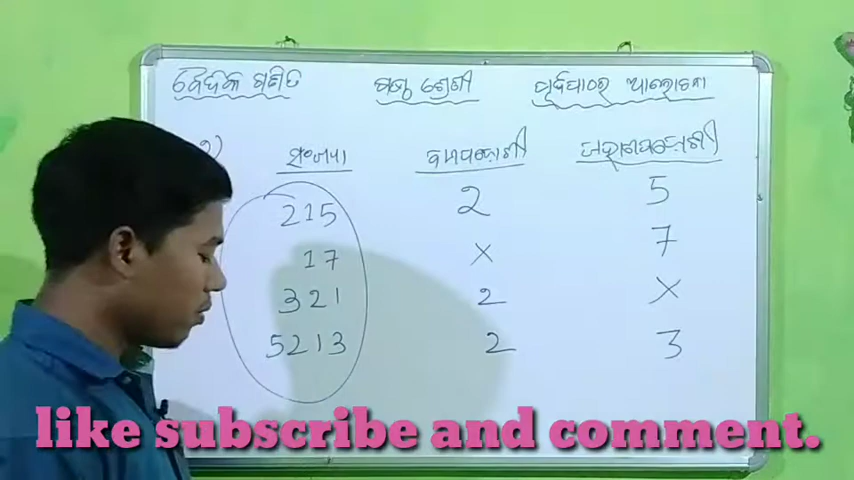 ବୈଦିକ ଗଣିତ ଷଷ୍ଠ ଶ୍ରେଣୀ ପୂର୍ବପାଠର ଆଲୋଚନା
ସଂଖ୍ୟା
215 2 5
17 x 7
321 2 x
5213 2 3
like subscribe and comment.